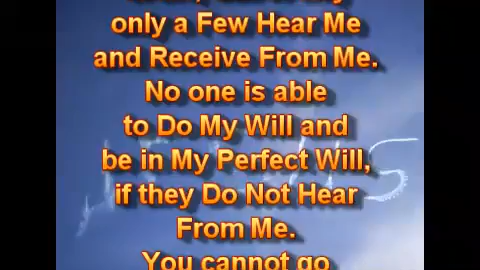 only a Few Hear Me
and Receive From Me.
No one is able
to Do My Will and
be in My Perfect Will,
if they Do Not Hear
From Me.
You cannot go